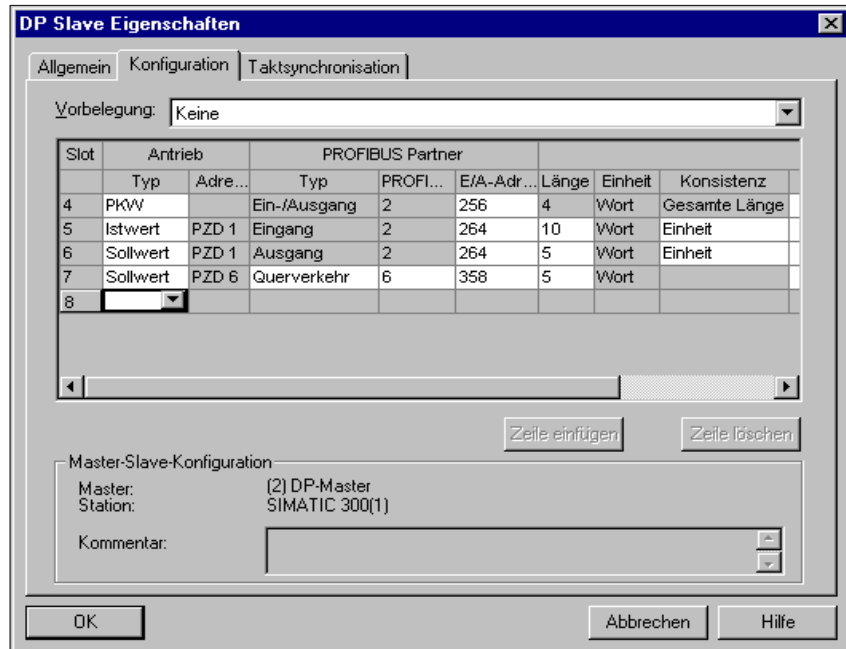 DP Slave Eigenschaften
Allgemein Konfiguration Taktsynchronisation
Vorbelegung: Keine
Slot Antrieb PROFIBUS Partner
Typ Adre... Typ PROFI... E/A-Adr... Länge Einheit Konsistenz
4 PKW Ein-/Ausgang 2 256 4 Wort Gesamte Länge
5 Istwert PZD 1 Eingang 2 264 10 Wort Einheit
6 Sollwert PZD 1 Ausgang 2 264 5 Wort Einheit
7 Sollwert PZD 6 Querverkehr 6 358 5 Wort
8
Zeile einfügen Zeile löschen
Master-Slave-Konfiguration
Master: (2) DP-Master
Station: SIMATIC 300(1)
Kommentar:
OK Abbrechen Hilfe